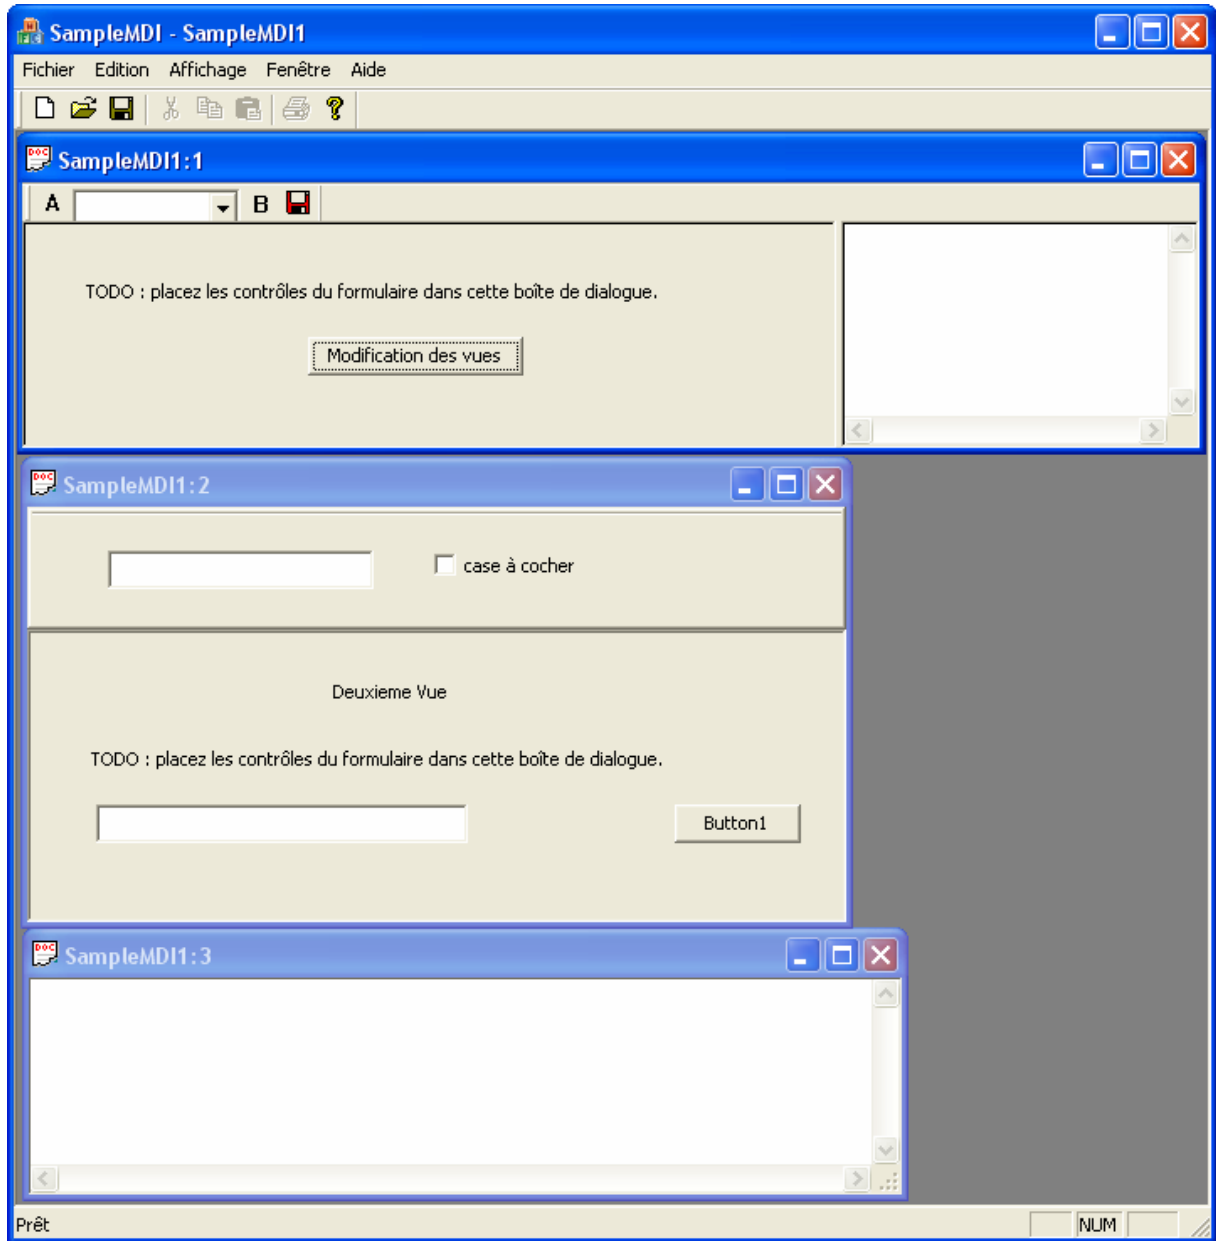 SampleMDI - SampleMDI1
Fichier Edition Affichage Fenêtre Aide
SampleMDI1:1
A B
TODO : placez les contrôles du formulaire dans cette boîte de dialogue.
Modification des vues
SampleMDI1:2
case à cocher
Deuxieme Vue
TODO : placez les contrôles du formulaire dans cette boîte de dialogue.
Button1
SampleMDI1:3
Prêt NUM